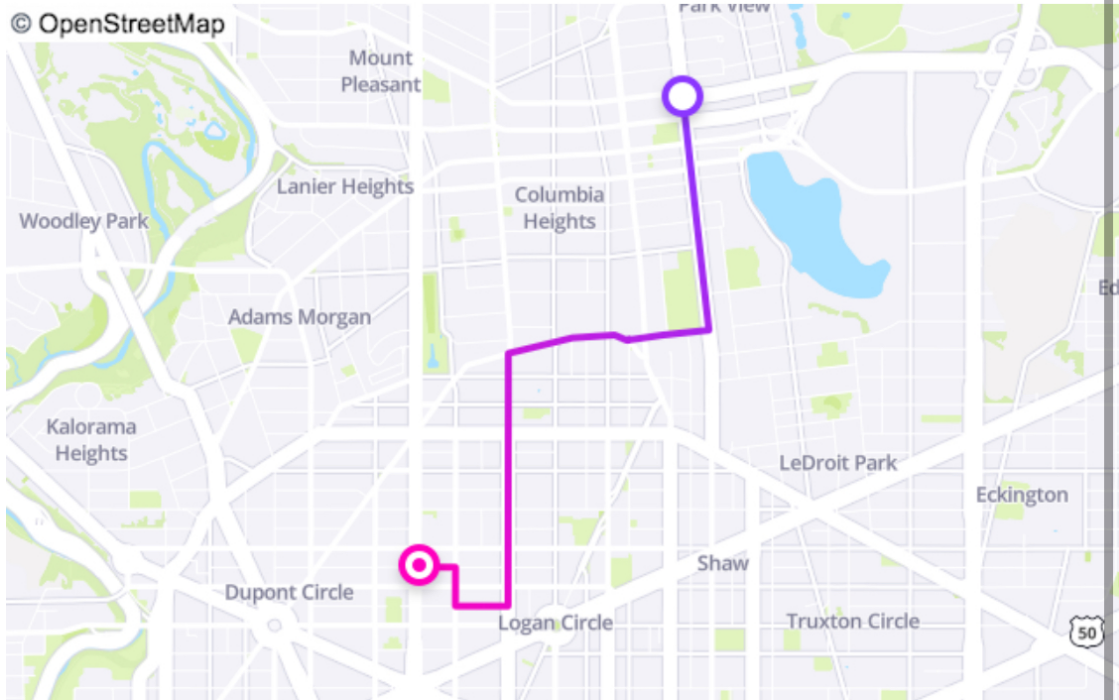 © OpenStreetMap
Park View
Mount
Pleasant
Lanier Heights
Columbia
Heights
Woodley Park
Adams Morgan
Kalorama
Heights
LeDroit Park
Eckington
Shaw
Dupont Circle
Logan Circle
Truxton Circle
50